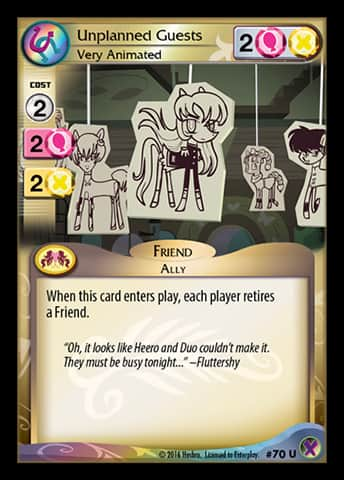 Unplanned Guests
Very Animated
2
COST
2
2
2
FRIEND
ALLY
When this card enters play, each player retires
a Friend.
"Oh, it looks like Heero and Duo couldn't make it.
They must be busy tonight..." –Fluttershy
© 2016 Hasbro. Licensed to Enterplay.
#70 U